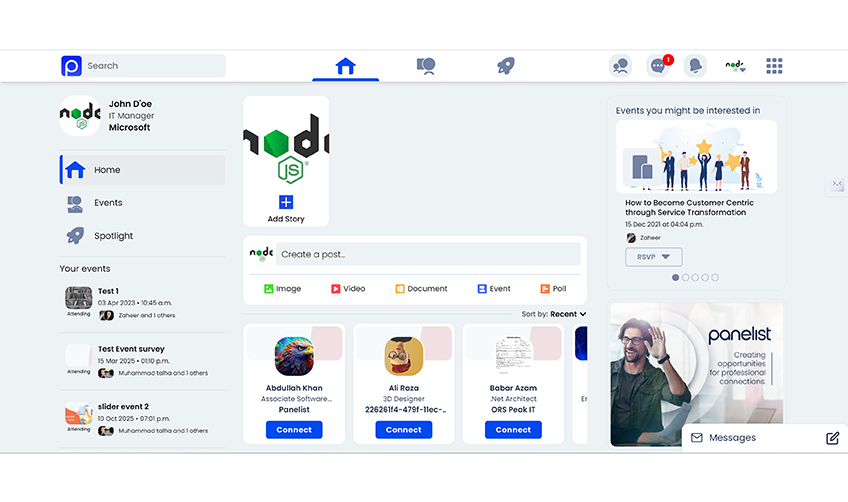 Search
1
node
node
John D'oe
IT Manager
Microsoft
Home
Events
Spotlight
Your events
Test 1
03 Apr 2023 • 10:45 a.m.
Attending
Zaheer and 1 others
Test Event survey
15 Mar 2025 • 01:10 p.m.
Attending
Muhammad talha and 1 others
slider event 2
10 Oct 2025 • 07:01 p.m.
Attending
Muhammad talha and 1 others
node
JS
Add Story
node
Create a post...
Image
Video
Document
Event
Poll
Sort by: Recent
Abdullah Khan
Associate Software...
Panelist
Connect
Ali Raza
3D Designer
226261f4-479f-11ec-...
Connect
Babar Azam
.Net Architect
ORS Peak IT
Connect
Er
Events you might be interested in
How to Become Customer Centric
through Service Transformation
15 Dec 2021 at 04:04 p.m.
Zaheer
RSVP
panelist
Creating
opportunities
for professional
connections.
Messages